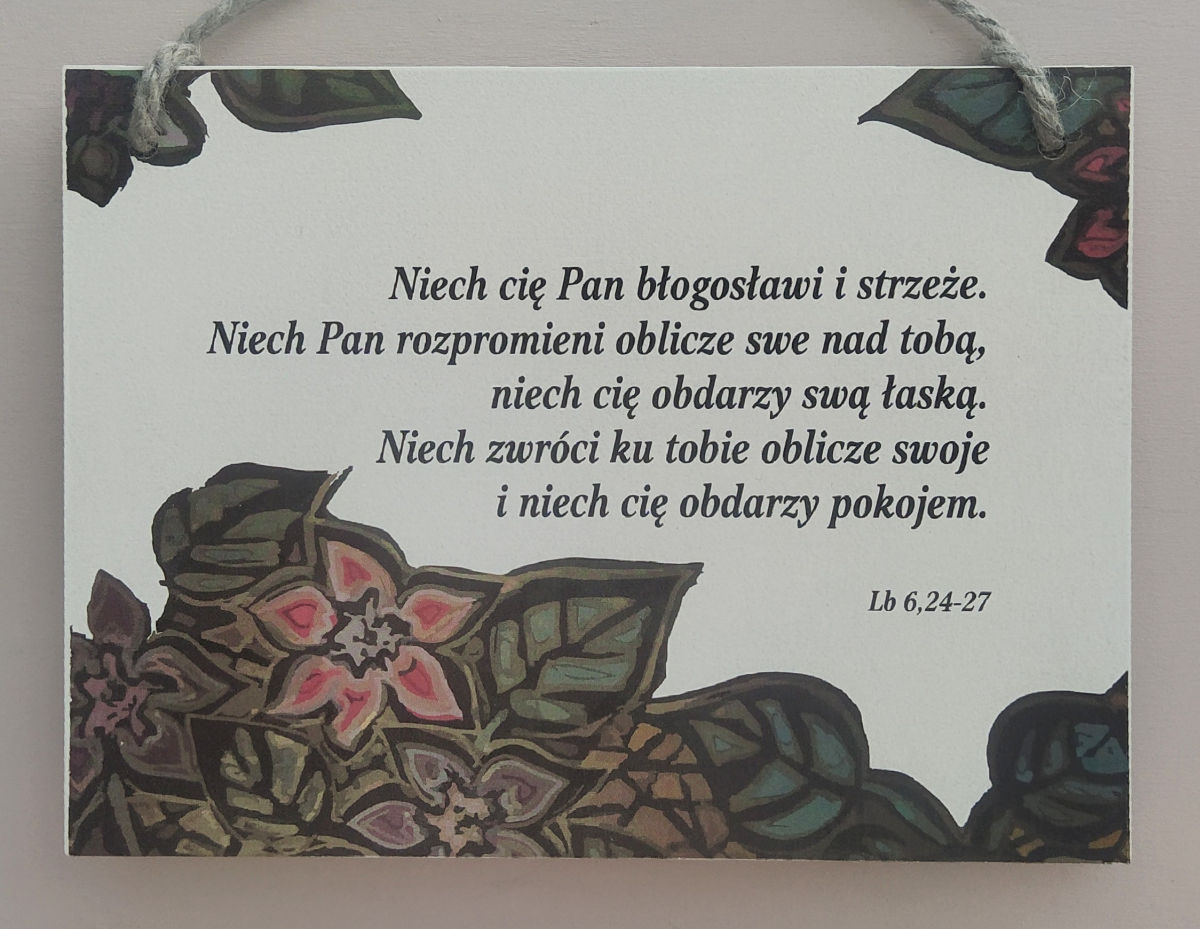 Niech cię Pan błogosławi i strzeże.
Niech Pan rozpromieni oblicze swe nad tobą,
niech cię obdarzy swą łaską.
Niech zwróci ku tobie oblicze swoje
i niech cię obdarzy pokojem.
Lb 6,24-27